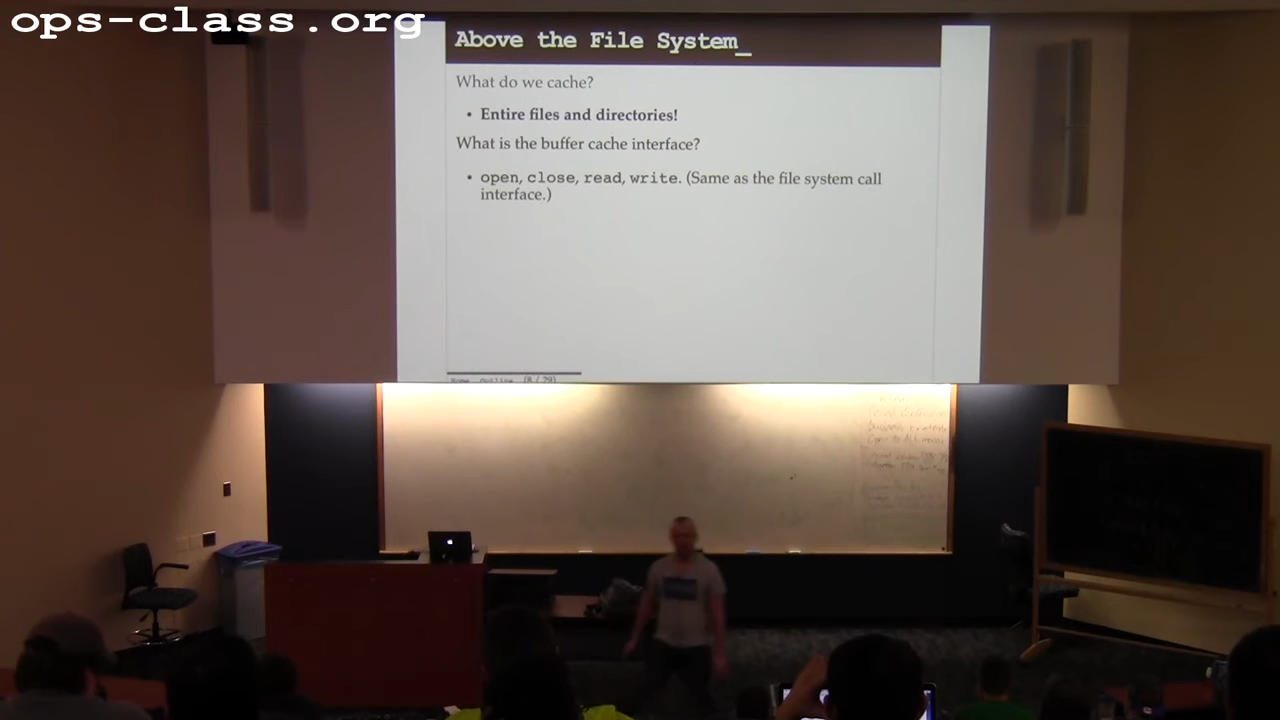 ops-class.org
Above the File System_
What do we cache?
• Entire files and directories!
What is the buffer cache interface?
• open, close, read, write. (Same as the file system call
interface.)